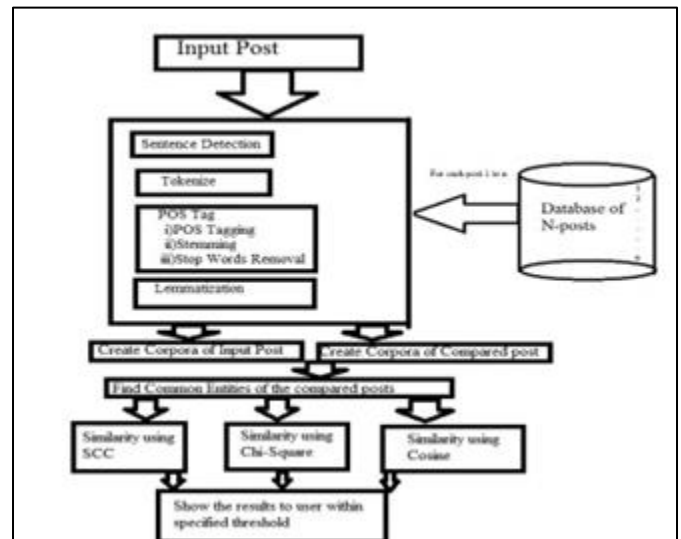 Input Post
Sentence Detection
Tokenize
POS Tag
i)POS Tagging
ii)Stemming
iii)Stop Words Removal
Lemmatization
For each post 1 to n
Database of
N-posts
Create Corpora of Input Post
Create Corpora of Compared post
Find Common Entities of the compared posts
Similarity using
SCC
Similarity using
Chi-Square
Similarity using
Cosine
Show the results to user within
specified threshold